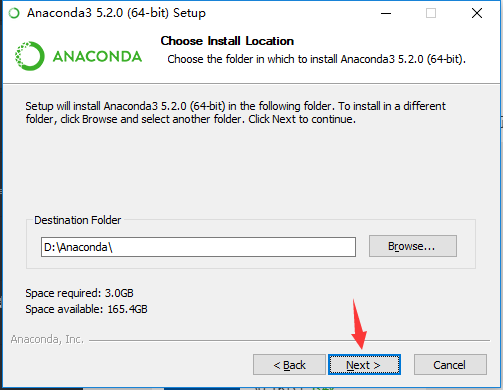 Anaconda3 5.2.0 (64-bit) Setup
Choose Install Location
Choose the folder in which to install Anaconda3 5.2.0 (64-bit).
ANACONDA
Setup will install Anaconda3 5.2.0 (64-bit) in the following folder. To install in a different
folder, click Browse and select another folder. Click Next to continue.
Destination Folder
D:\Anaconda\
Browse...
Space required: 3.0GB
Space available: 165.4GB
Anaconda, Inc.
< Back
Next >
Cancel